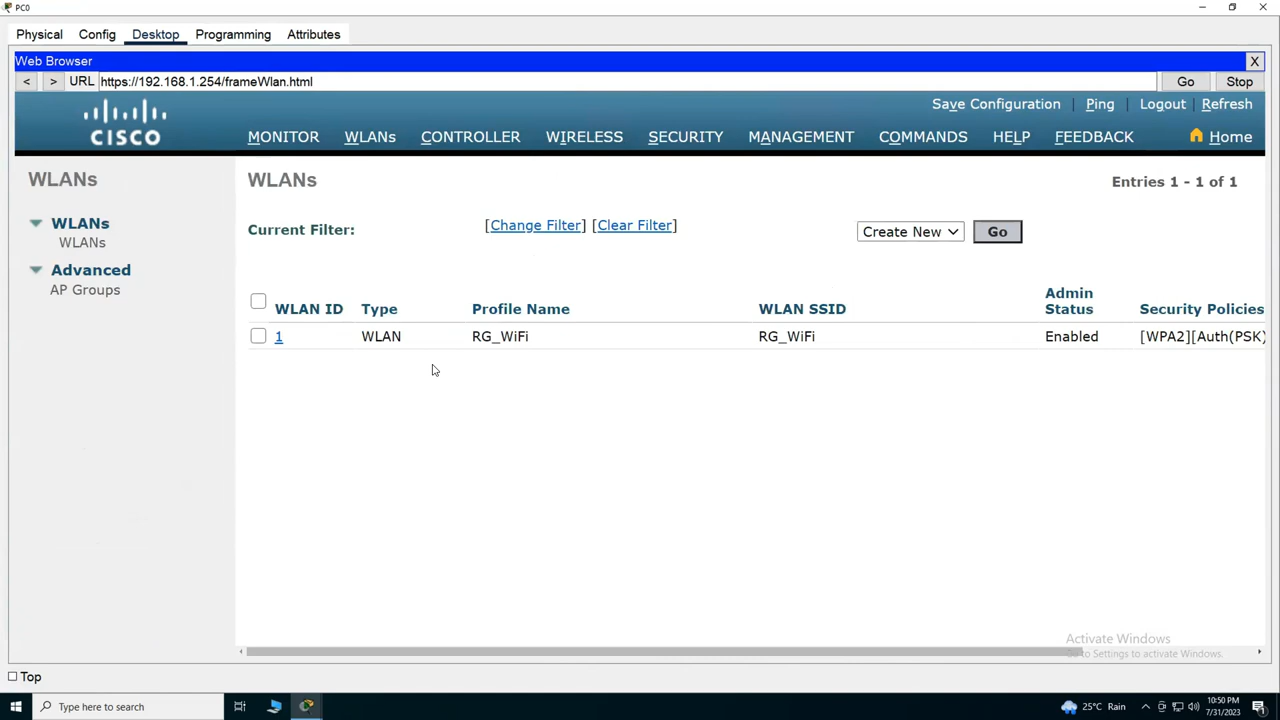 PC0
Physical Config Desktop Programming Attributes
Web Browser X
< > URL https://192.168.1.254/frameWlan.html Go Stop
Save Configuration | Ping | Logout | Refresh
CISCO MONITOR WLANs CONTROLLER WIRELESS SECURITY MANAGEMENT COMMANDS HELP FEEDBACK Home
WLANs
WLANs
WLANs
Advanced
AP Groups
WLANs Entries 1 - 1 of 1
Current Filter: [Change Filter] [Clear Filter] Create New Go
WLAN ID Type Profile Name WLAN SSID Admin Status Security Policies
1 WLAN RG_WiFi RG_WiFi Enabled [WPA2][Auth(PSK)
Activate Windows
Go to Settings to activate Windows.
Top
Type here to search
25°C Rain
10:50 PM
7/31/2023
1